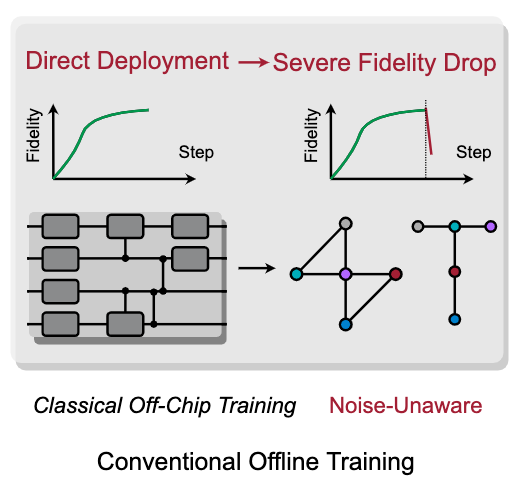 Direct Deployment → Severe Fidelity Drop
Fidelity
Step
Fidelity
Step
Classical Off-Chip Training
Noise-Unaware
Conventional Offline Training